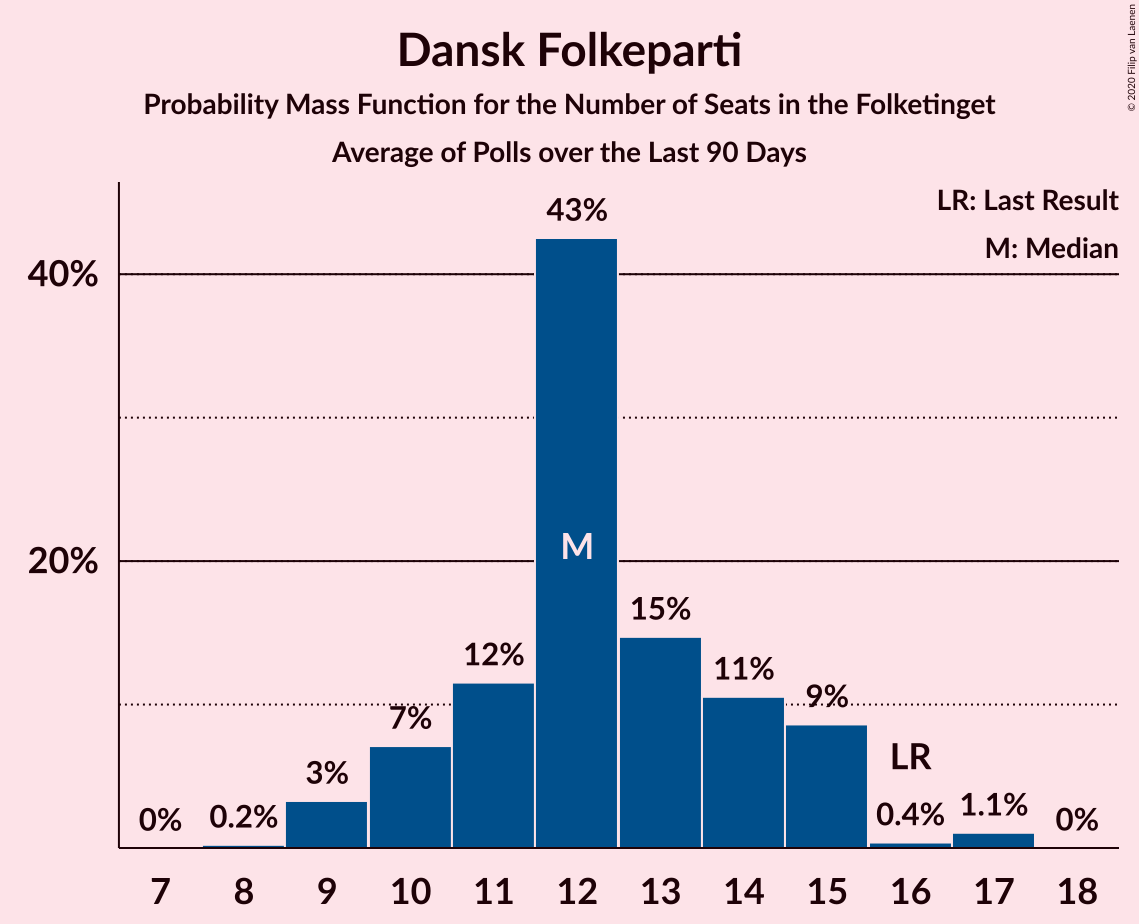 Dansk Folkeparti
Probability Mass Function for the Number of Seats in the Folketinget
Average of Polls over the Last 90 Days
© 2020 Filip van Laenen
LR: Last Result
M: Median
43%
40%
M
20%
15%
12%
11%
9%
7%
LR
3%
1.1%
0.4%
0.2%
0%
0%
7 8 9 10 11 12 13 14 15 16 17 18